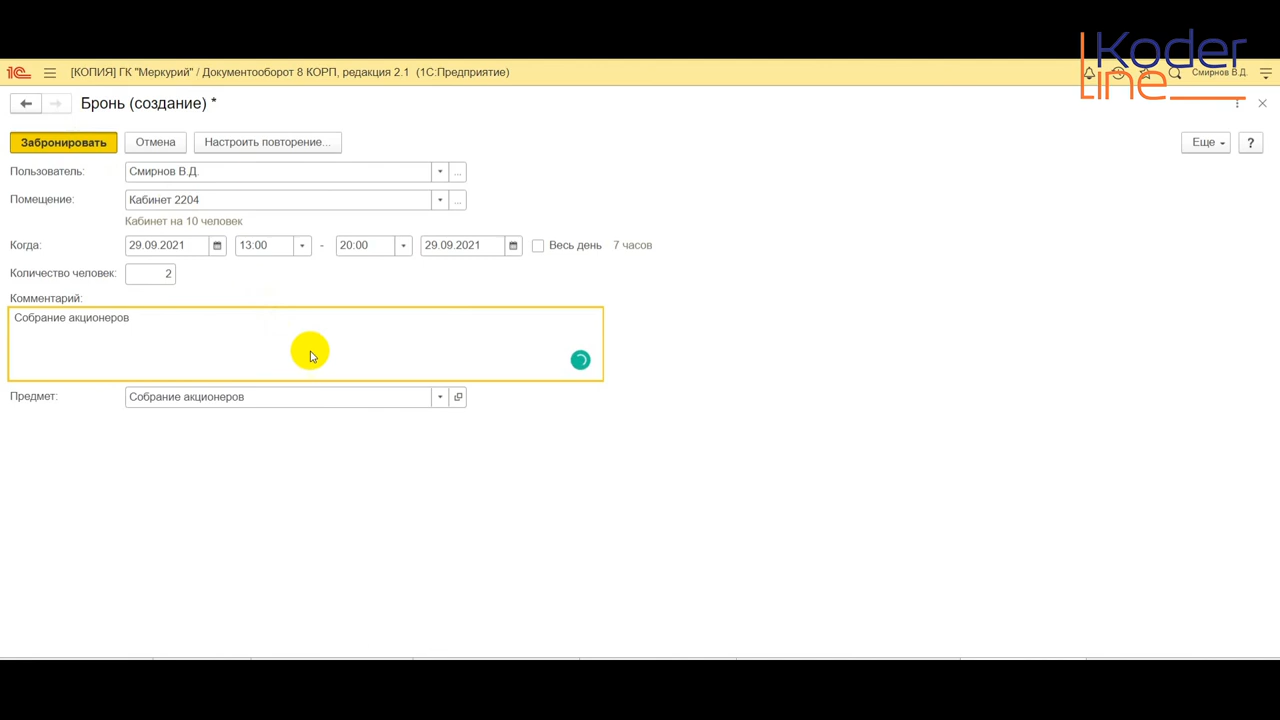 Koder
line
1С [КОПИЯ] ГК "Меркурий" / Документооборот 8 КОРП, редакция 2.1 (1С:Предприятие) Смирнов В.Д.
Бронь (создание) *
Забронировать Отмена Настроить повторение... Еще ?
Пользователь: Смирнов В.Д. ...
Помещение: Кабинет 2204 ...
Кабинет на 10 человек
Когда: 29.09.2021 13:00 - 20:00 29.09.2021 Весь день 7 часов
Количество человек: 2
Комментарий:
Собрание акционеров
Предмет: Собрание акционеров